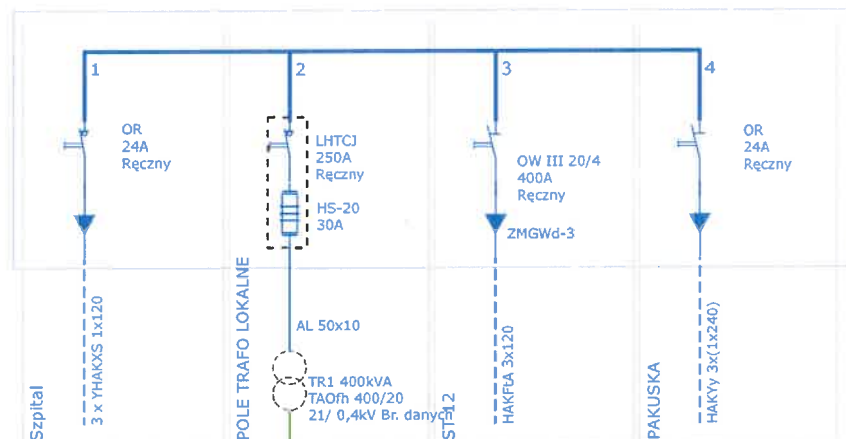 1
2
3
4
OR
24A
Ręczny
LHTCJ
250A
Ręczny
HS-20
30A
OW III 20/4
400A
Ręczny
ZMGWd-3
OR
24A
Ręczny
Szpital
3 x YHAKXS 1x120
POLE TRAFO LOKALNE
AL 50x10
TR1 400kVA
TAOfh 400/20
21/ 0,4kV Br. danych
ST 12
HAKFtA 3x120
PAKUSKA
HAKYy 3x(1x240)